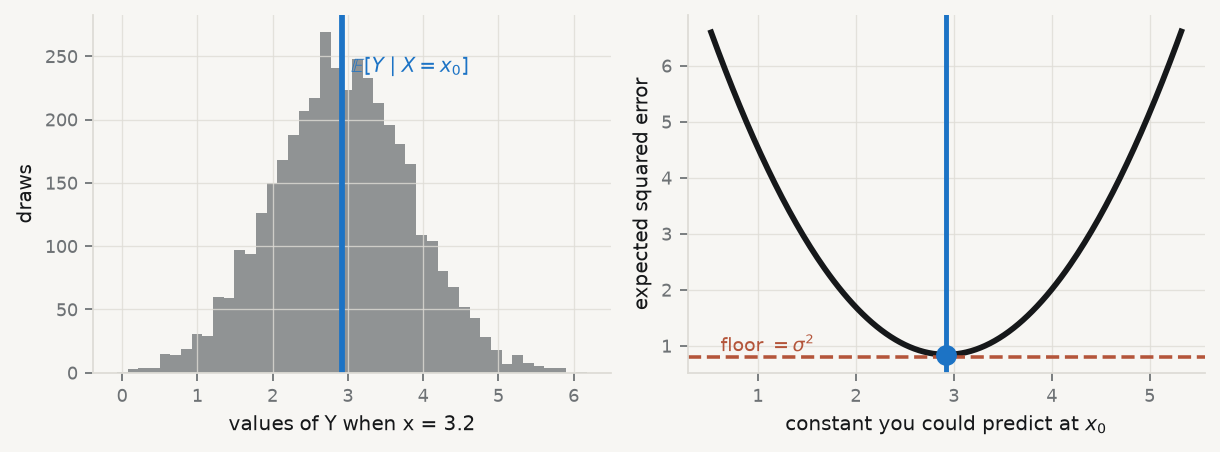 250
200
150
100
50
0
draws
𝔼[Y | X = x₀]
0 1 2 3 4 5 6
values of Y when x = 3.2
6
5
4
3
2
1
expected squared error
floor = σ²
1 2 3 4 5
constant you could predict at x₀